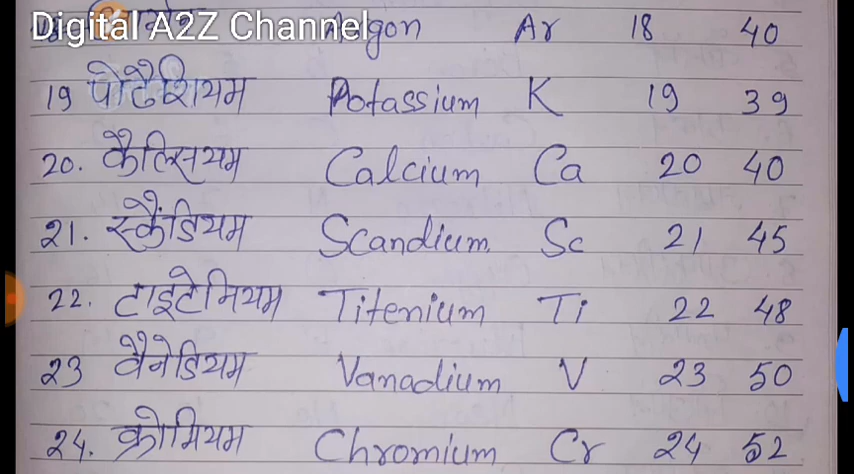 Digital A2Z Channel
Argon Ar 18 40
19 पोटैशियम Potassium K 19 39
20. कैल्सियम Calcium Ca 20 40
21. स्कैंडियम Scandium Sc 21 45
22. टाइटेनियम Titenium Ti 22 48
23 वैनेडियम Vanadium V 23 50
24. क्रोमियम Chromium Cr 24 52